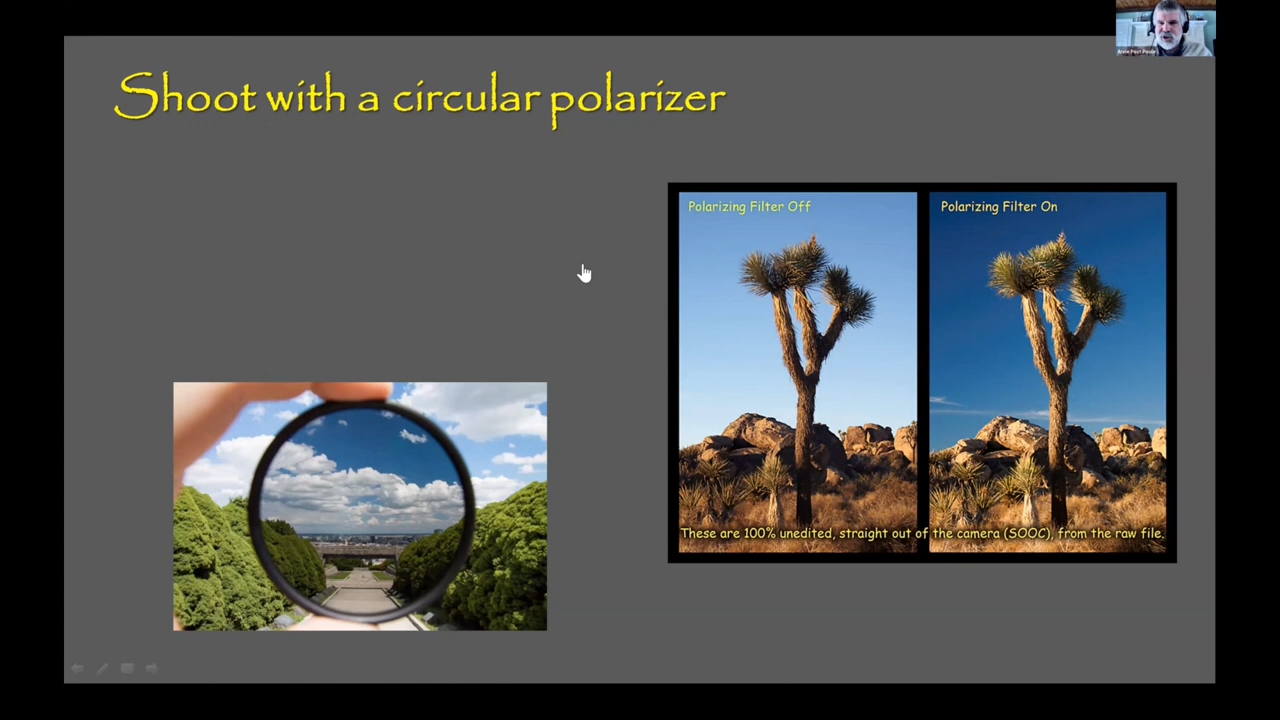 Shoot with a circular polarizer
Polarizing Filter Off
Polarizing Filter On
These are 100% unedited, straight out of the camera (SOOC), from the raw file.